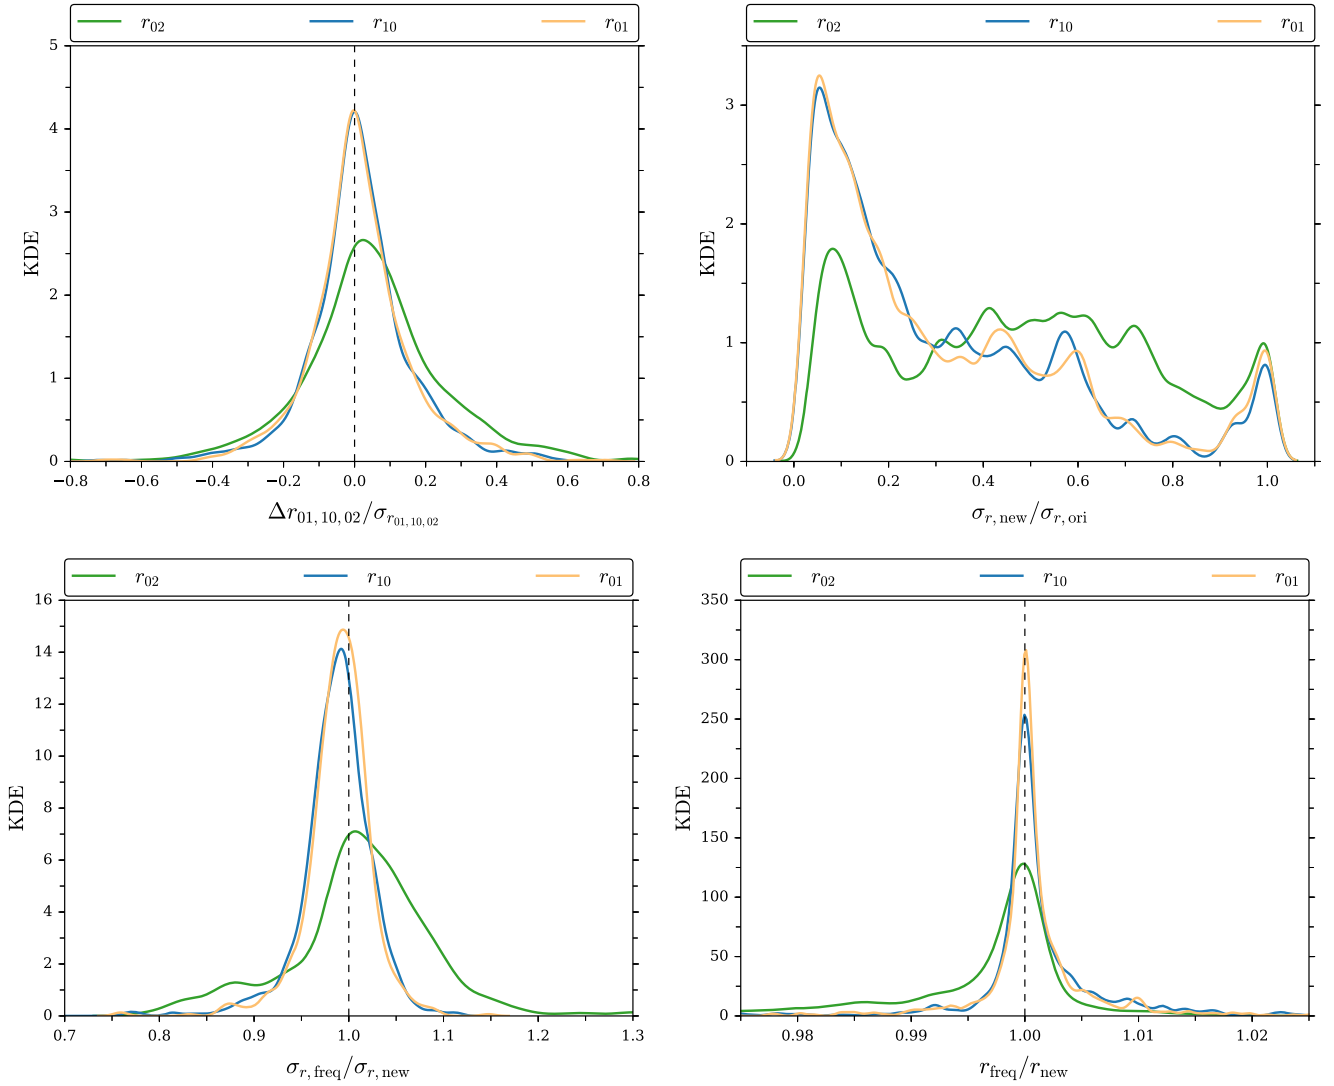 r02 r10 r01
5
4
3
2
1
0
KDE
−0.8 −0.6 −0.4 −0.2 0.0 0.2 0.4 0.6 0.8
Δr01, 10, 02/σr01, 10, 02
r02 r10 r01
3
2
1
0
KDE
0.0 0.2 0.4 0.6 0.8 1.0
σr, new/σr, ori
r02 r10 r01
16
14
12
10
8
6
4
2
0
KDE
0.7 0.8 0.9 1.0 1.1 1.2 1.3
σr, freq/σr, new
r02 r10 r01
350
300
250
200
150
100
50
0
KDE
0.98 0.99 1.00 1.01 1.02
rfreq/rnew